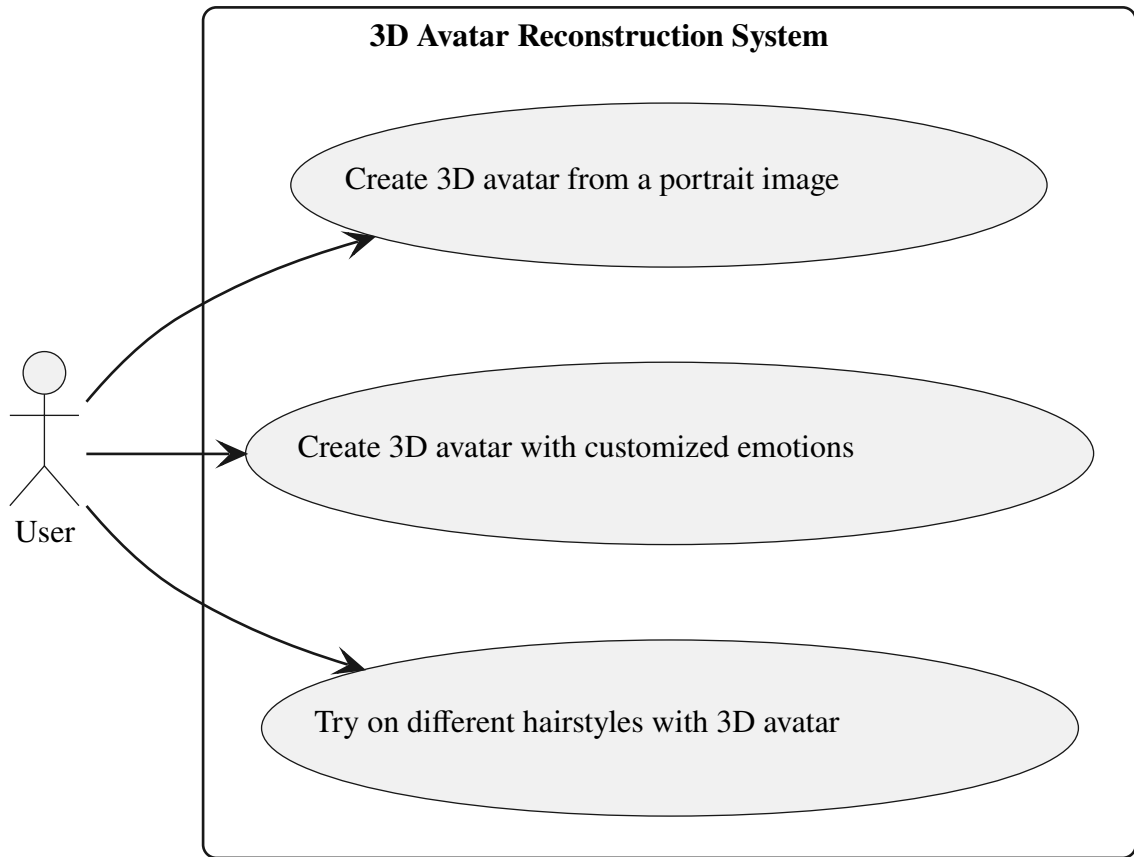 3D Avatar Reconstruction System
Create 3D avatar from a portrait image
Create 3D avatar with customized emotions
User
Try on different hairstyles with 3D avatar